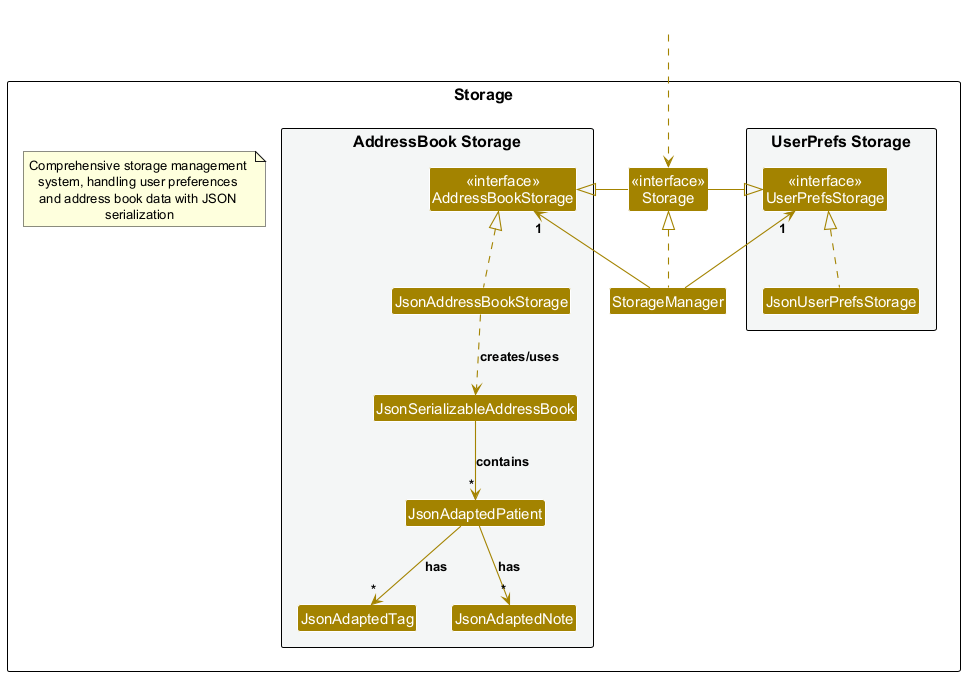 Storage
Comprehensive storage management
system, handling user preferences
and address book data with JSON
serialization
AddressBook Storage
«interface»
AddressBookStorage
«interface»
Storage
UserPrefs Storage
«interface»
UserPrefsStorage
1
1
JsonAddressBookStorage
StorageManager
JsonUserPrefsStorage
creates/uses
JsonSerializableAddressBook
contains
*
JsonAdaptedPatient
has
has
*
*
JsonAdaptedTag
JsonAdaptedNote